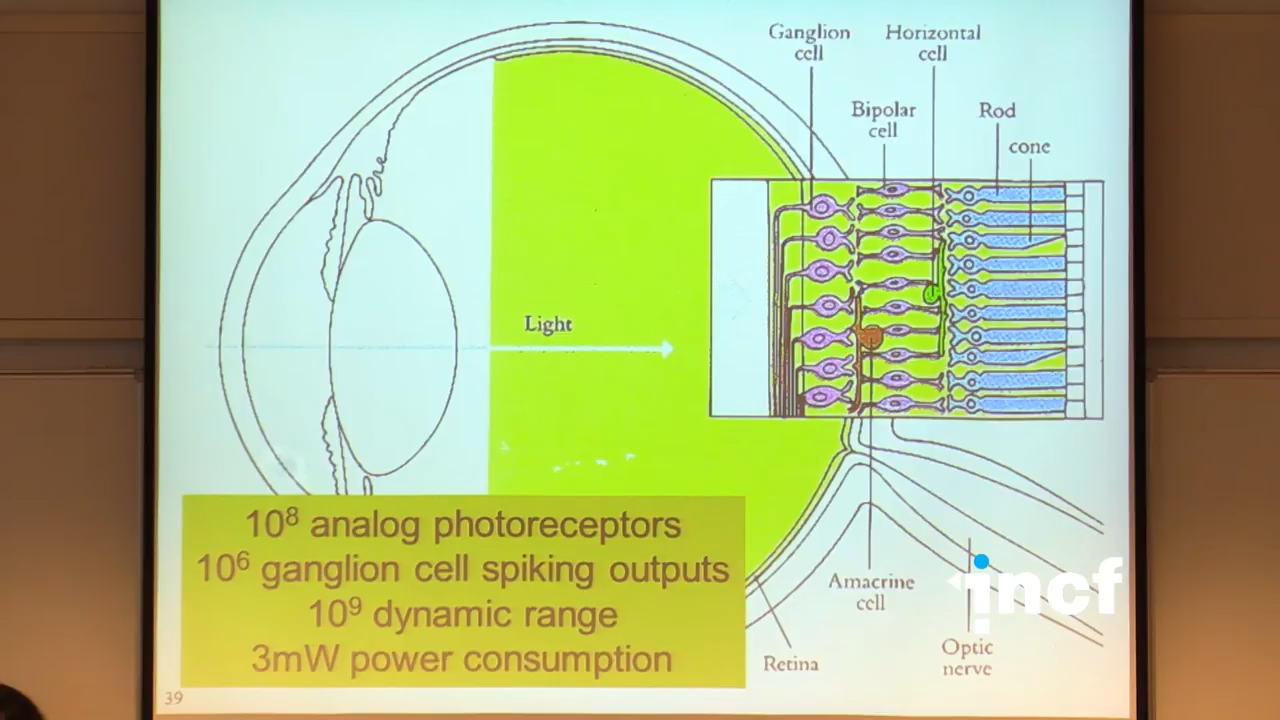 Ganglion
cell
Horizontal
cell
Bipolar
cell
Rod
cone
Light
10⁸ analog photoreceptors
10⁶ ganglion cell spiking outputs
10⁹ dynamic range
3mW power consumption
Amacrine
cell
Retina
Optic
nerve
incf
39